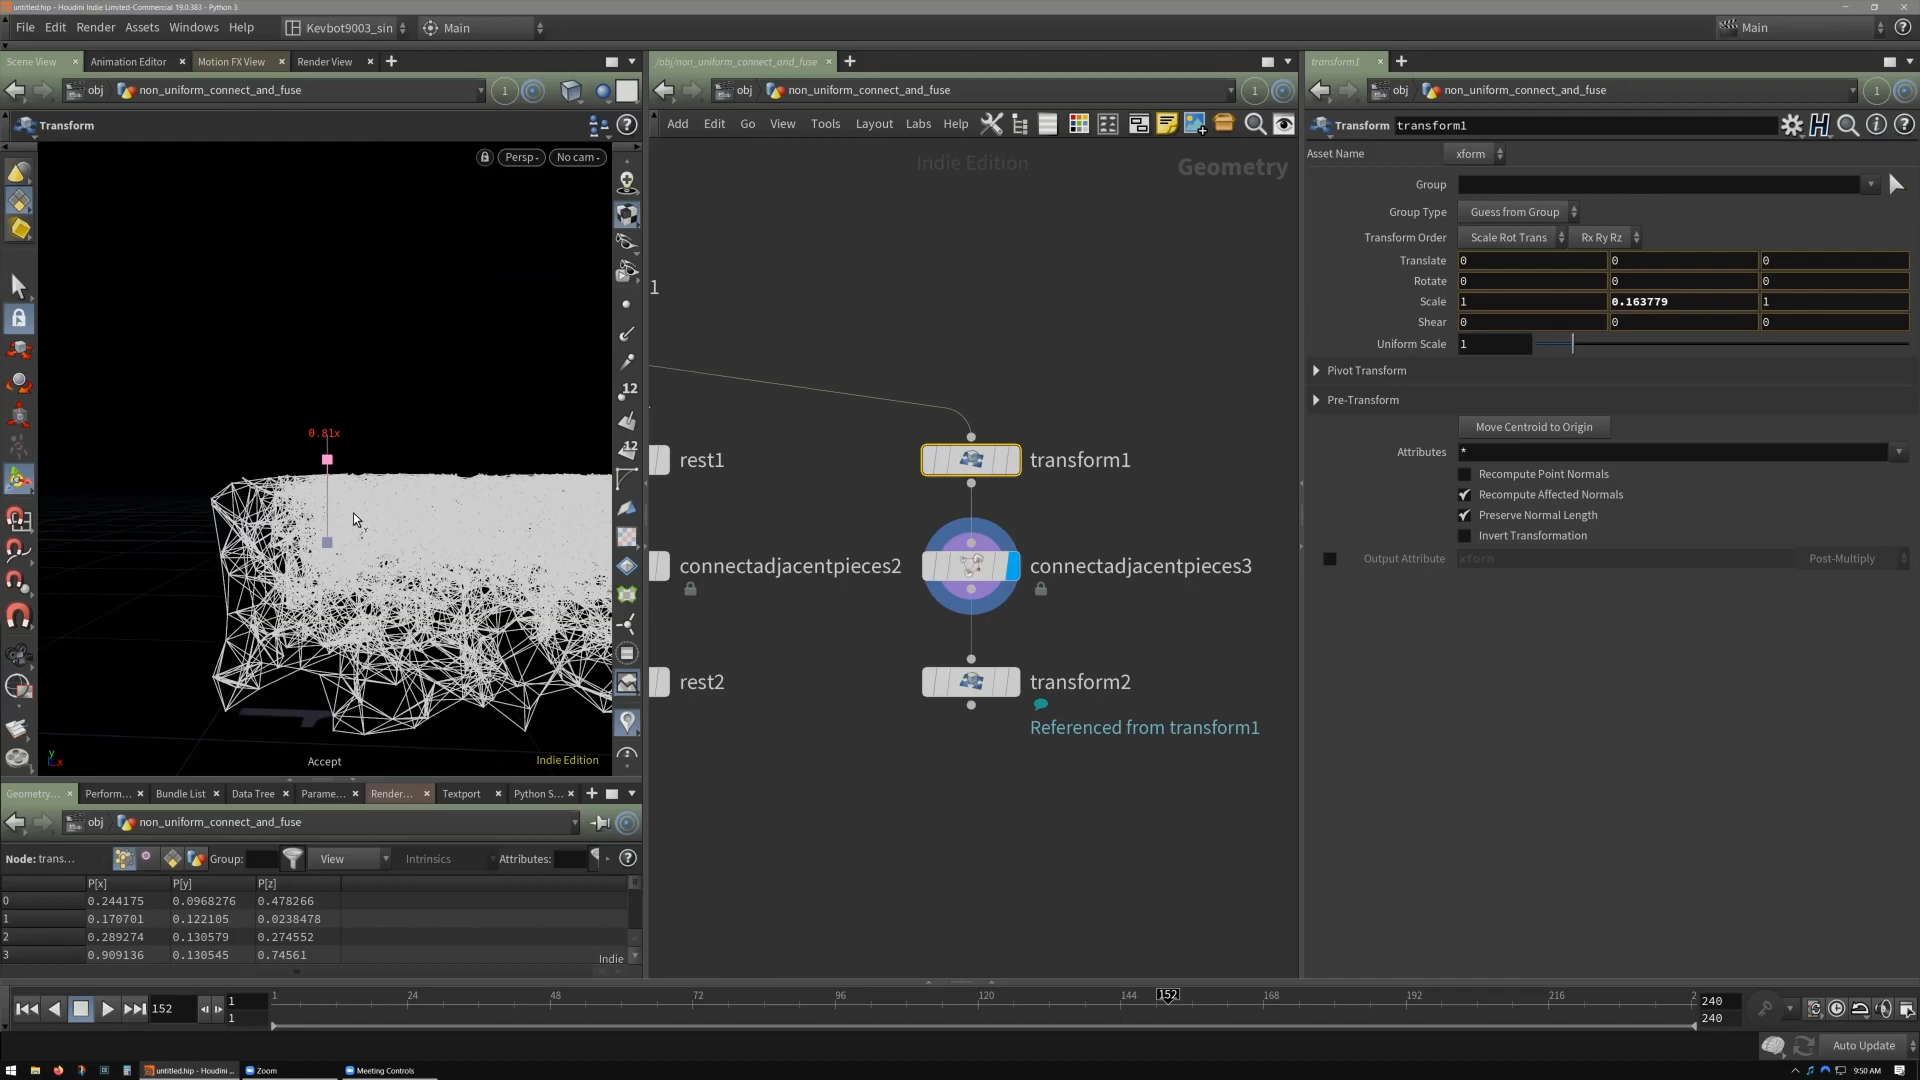 untitled.hip - Houdini Indie Limited-Commercial 19.0.383 - Python 3
File Edit Render Assets Windows Help Kevbot9003_sin Main
Main
Scene View Animation Editor Motion FX View Render View
/obj/non_uniform_connect_and_fuse
transform1
obj non_uniform_connect_and_fuse 1
obj non_uniform_connect_and_fuse 1
obj non_uniform_connect_and_fuse 1
Transform
Persp No cam
0.81x
Accept
Indie Edition
y
x
12
12
Add Edit Go View Tools Layout Labs Help
Indie Edition
Geometry
1
rest1
transform1
connectadjacentpieces2
connectadjacentpieces3
rest2
transform2
Referenced from transform1
Transform transform1
Asset Name xform
Group
Group Type Guess from Group
Transform Order Scale Rot Trans Rx Ry Rz
Translate 0 0 0
Rotate 0 0 0
Scale 1 0.163779 1
Shear 0 0 0
Uniform Scale 1
Pivot Transform
Pre-Transform
Move Centroid to Origin
Attributes *
Recompute Point Normals
Recompute Affected Normals
Preserve Normal Length
Invert Transformation
Output Attribute xform Post-Multiply
Geometry... Perform... Bundle List Data Tree Parame... Render... Textport Python S...
obj non_uniform_connect_and_fuse
Node: trans... Group: View Intrinsics Attributes:
P[x] P[y] P[z]
0 0.244175 0.0968276 0.478266
1 0.170701 0.122105 0.0238478
2 0.289274 0.130579 0.274552
3 0.909136 0.130545 0.74561
Indie
152 1 1
1 24 48 72 96 120 144 152 168 192 216 2
240
240
Auto Update
untitled.hip - Houdini ... Zoom Meeting Controls
9:50 AM